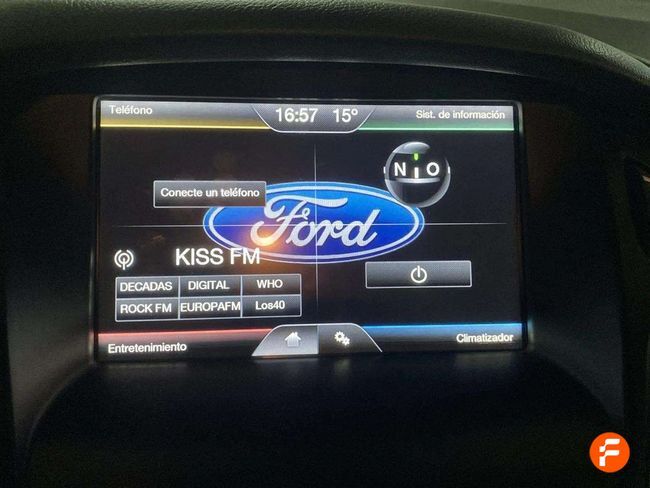 Teléfono
16:57 15º
Sist. de información
N O
Conecte un teléfono
Ford
KISS FM
DECADAS DIGITAL WHO
ROCK FM EUROPAFM Los40
Entretenimiento
Climatizador